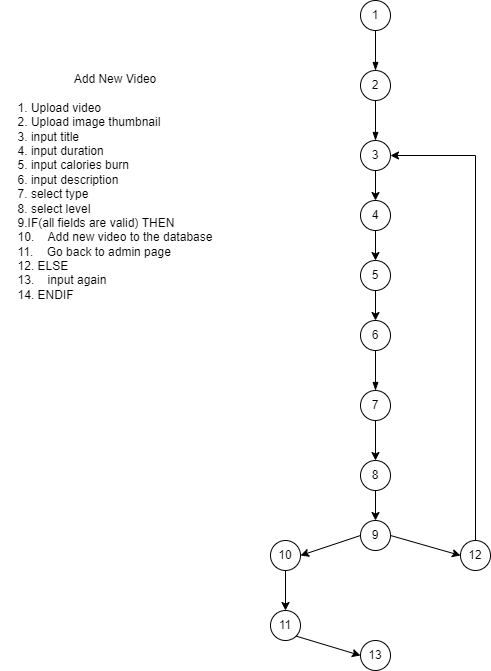 Add New Video
1. Upload video
2. Upload image thumbnail
3. input title
4. input duration
5. input calories burn
6. input description
7. select type
8. select level
9.IF(all fields are valid) THEN
10. Add new video to the database
11. Go back to admin page
12. ELSE
13. input again
14. ENDIF
1
2
3
4
5
6
7
8
9
10
12
11
13